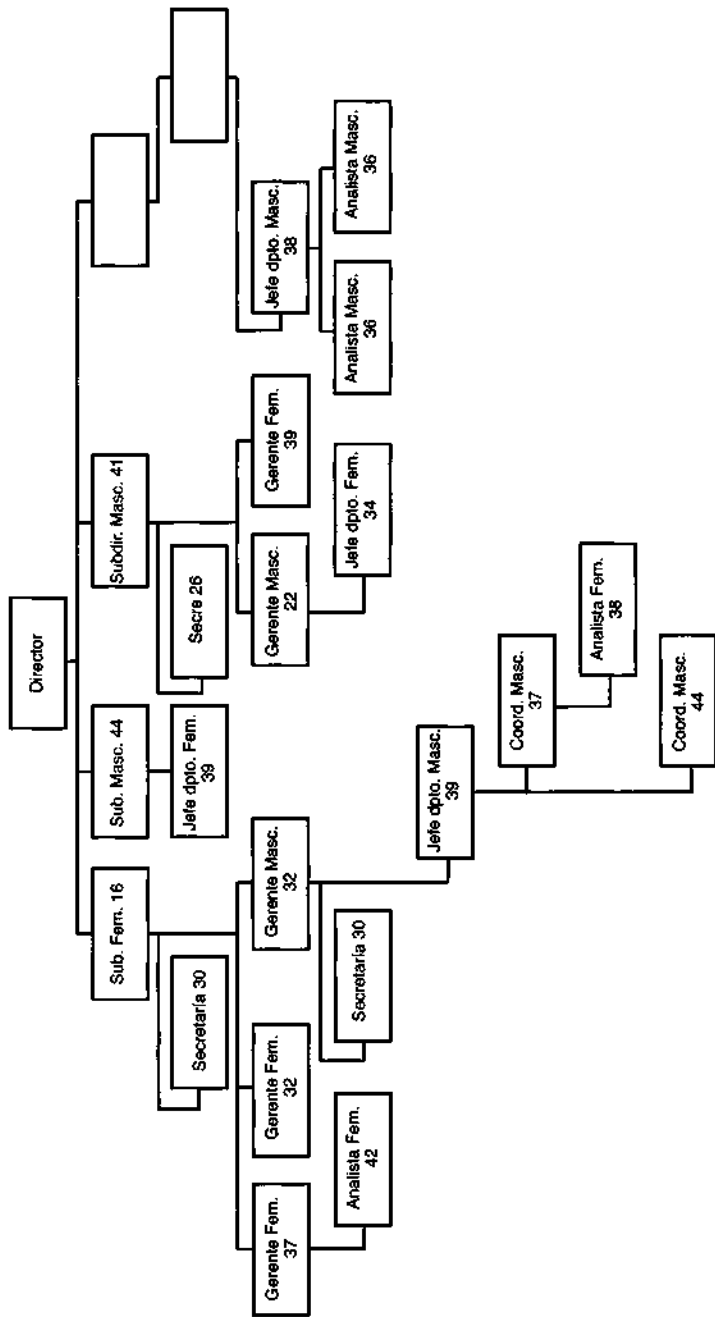 Director
Sub. Fem. 16
Sub. Masc. 44
Subdir. Masc. 41
Secretaría 30
Jefe dpto. Fem.
39
Secre 26
Gerente Fem.
37
Gerente Fem.
32
Gerente Masc.
32
Gerente Masc.
22
Gerente Fem.
39
Jefe dpto. Masc.
38
Analista Fem.
42
Secretaría 30
Jefe dpto. Fem.
34
Analista Masc.
36
Analista Masc.
36
Jefe dpto. Masc.
39
Coord. Masc.
37
Analista Fem.
38
Coord. Masc.
44